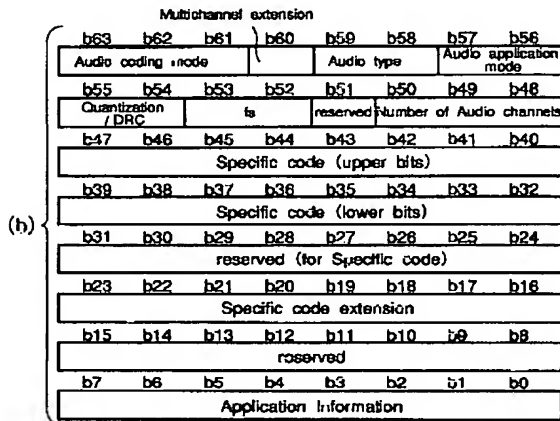 Multichannel extension
b63 b62 b61 b60 b59 b58 b57 b56
Audio coding mode Audio type Audio application mode
b55 b54 b53 b52 b51 b50 b49 b48
Quantization / DRC fs reserved Number of Audio channels
b47 b46 b45 b44 b43 b42 b41 b40
Specific code (upper bits)
b39 b38 b37 b36 b35 b34 b33 b32
Specific code (lower bits)
(b)
b31 b30 b29 b28 b27 b26 b25 b24
reserved (for Specific code)
b23 b22 b21 b20 b19 b18 b17 b16
Specific code extension
b15 b14 b13 b12 b11 b10 b9 b8
reserved
b7 b6 b5 b4 b3 b2 b1 b0
Application Information